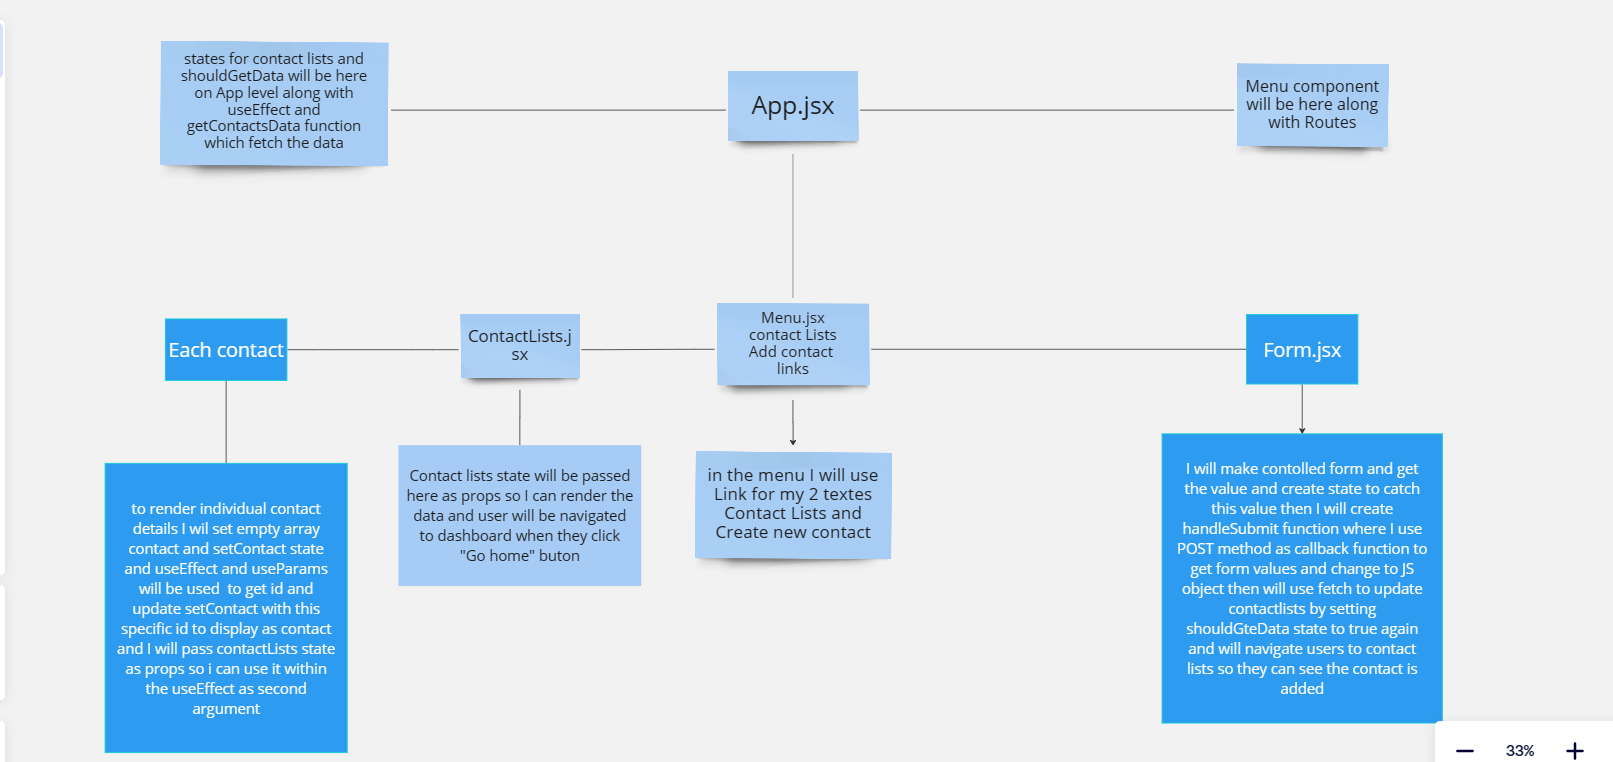 states for contact lists and
shouldGetData will be here
on App level along with
useEffect and
getContactsData function
which fetch the data
App.jsx
Menu component
will be here along
with Routes
Each contact
ContactLists.j
sx
Menu.jsx
contact Lists
Add contact
links
Form.jsx
to render individual contact
details I wil set empty array
contact and setContact state
and useEffect and useParams
will be used to get id and
update setContact with this
specific id to display as contact
and I will pass contactLists state
as props so i can use it within
the useEffect as second
argument
Contact lists state will be passed
here as props so I can render the
data and user will be navigated
to dashboard when they click
"Go home" buton
in the menu I will use
Link for my 2 textes
Contact Lists and
Create new contact
I will make contolled form and get
the value and create state to catch
this value then I will create
handleSubmit function where I use
POST method as callback function to
get form values and change to JS
object then will use fetch to update
contactlists by setting
shouldGteData state to true again
and will navigate users to contact
lists so they can see the contact is
added
33%